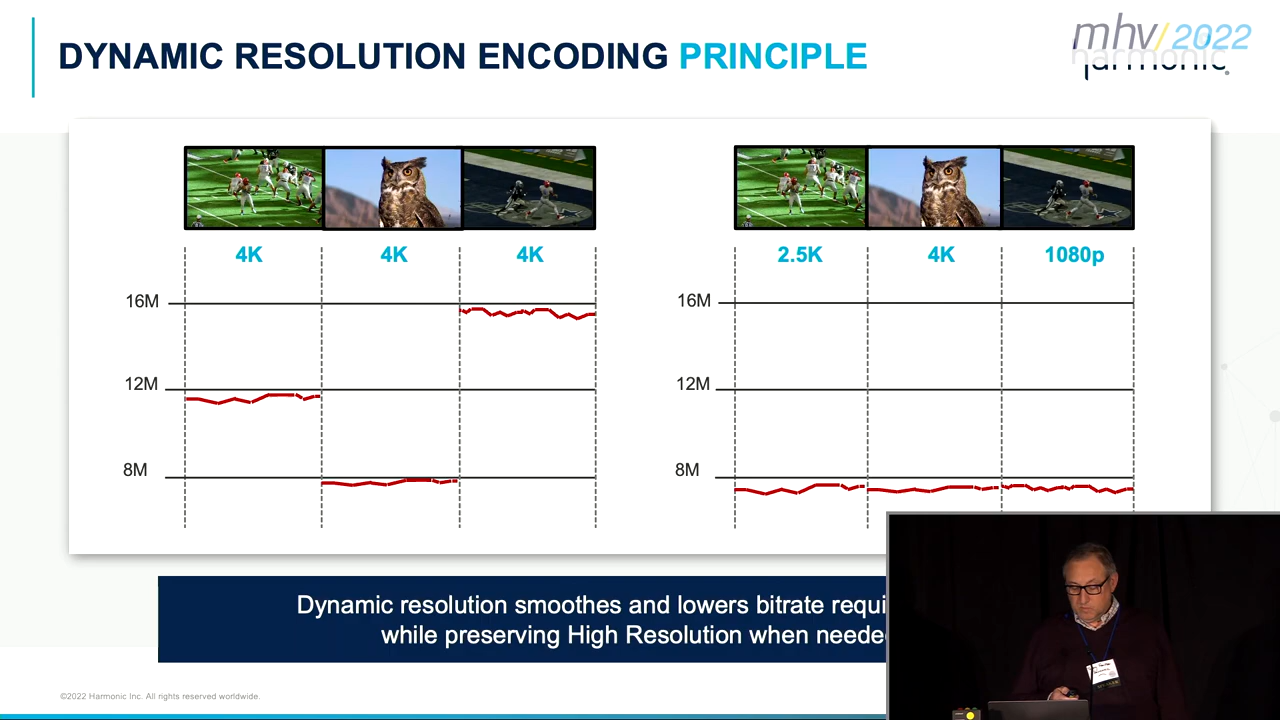 DYNAMIC RESOLUTION ENCODING PRINCIPLE
mhv/2022
harmonic
4K
4K
4K
2.5K
4K
1080p
16M
12M
8M
16M
12M
8M
Dynamic resolution smoothes and lowers bitrate
while preserving High Resolution when
©2022 Harmonic Inc. All rights reserved worldwide.